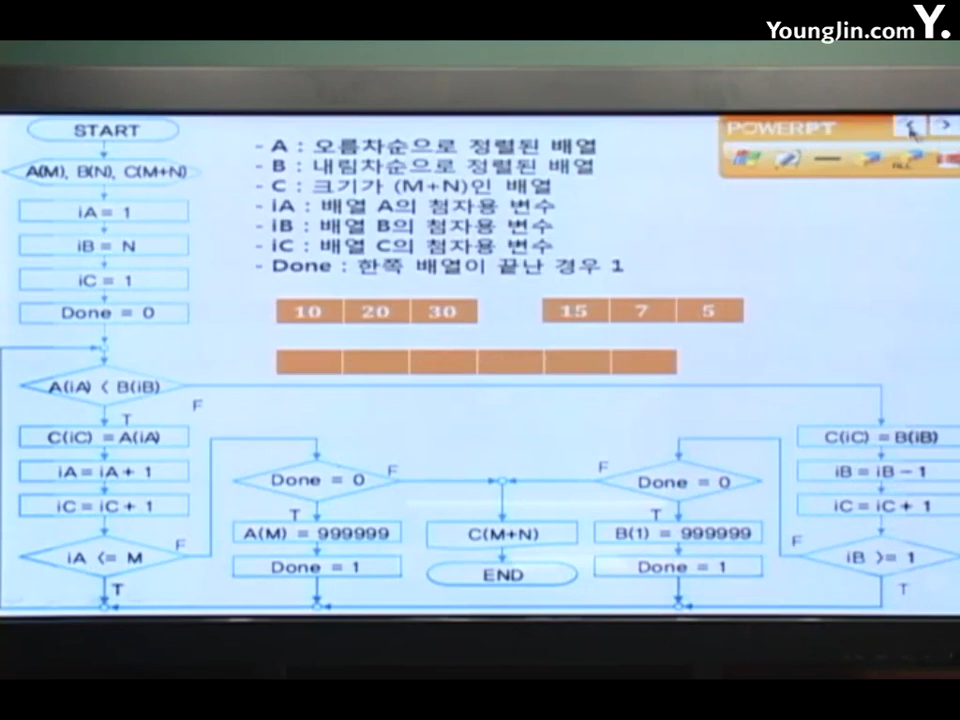 YoungJin.com Y.
START
A(M), B(N), C(M+N)
iA = 1
iB = N
iC = 1
Done = 0
- A : 오름차순으로 정렬된 배열
- B : 내림차순으로 정렬된 배열
- C : 크기가 (M+N)인 배열
- iA : 배열 A의 첨자용 변수
- iB : 배열 B의 첨자용 변수
- iC : 배열 C의 첨자용 변수
- Done : 한쪽 배열이 끝난 경우 1
POWERPT
10 20 30
15 7 5
A(iA) < B(iB)
T
F
C(iC) = A(iA)
iA = iA + 1
iC = iC + 1
iA <= M
F
T
Done = 0
F
T
A(M) = 999999
Done = 1
C(M+N)
END
Done = 0
F
T
B(1) = 999999
Done = 1
C(iC) = B(iB)
iB = iB - 1
iC = iC + 1
iB >= 1
F
T